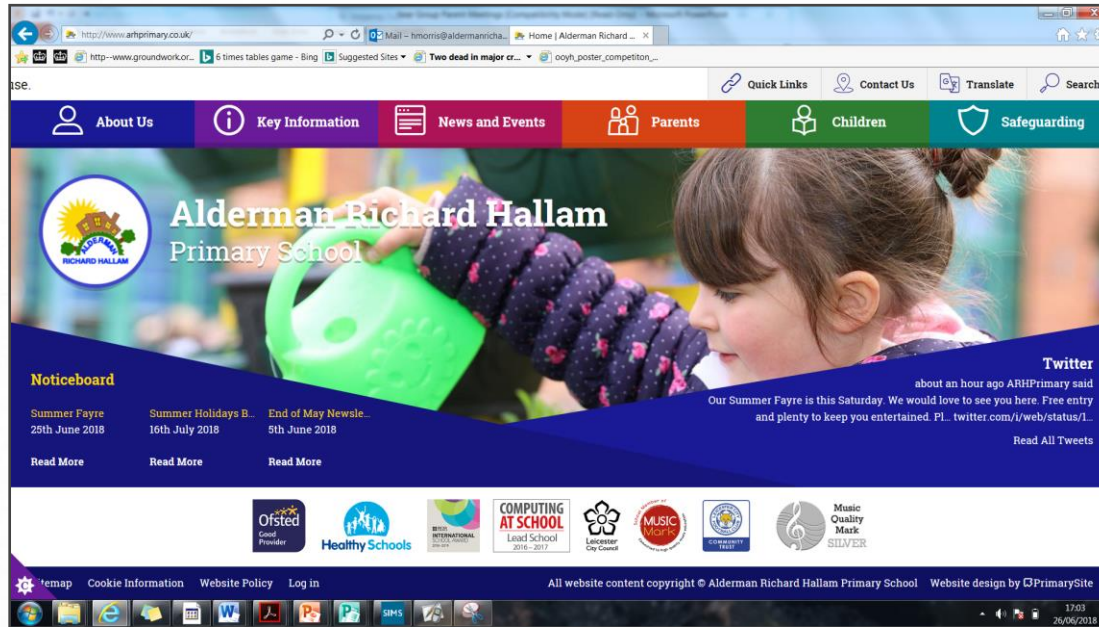 http://www.arhprimary.co.uk/
Mail – hmorris@aldermanricha...
Home | Alderman Richard ...
http--www.groundwork.or...
6 times tables game - Bing
Suggested Sites
Two dead in major cr...
ooyh_poster_competiton_...
Quick Links
Contact Us
Translate
Search
About Us
Key Information
News and Events
Parents
Children
Safeguarding
ALDERMAN
RICHARD HALLAM
Alderman Richard Hallam
Primary School
Noticeboard
Summer Fayre
25th June 2018
Read More
Summer Holidays B...
16th July 2018
Read More
End of May Newsle...
5th June 2018
Read More
Twitter
about an hour ago ARHPrimary said
Our Summer Fayre is this Saturday. We would love to see you here. Free entry
and plenty to keep you entertained. Pl... twitter.com/i/web/status/1...
Read All Tweets
Ofsted
Good
Provider
Healthy Schools
INTERNATIONAL
SCHOOL AWARD
COMPUTING
AT SCHOOL
Lead School
2016 – 2017
Leicester
City Council
MUSIC
Mark
COMMUNITY
TRUST
Music
Quality
Mark
SILVER
Cookie Information
Website Policy
Log in
All website content copyright © Alderman Richard Hallam Primary School
Website design by PrimarySite
SIMS
17:03
26/06/2018